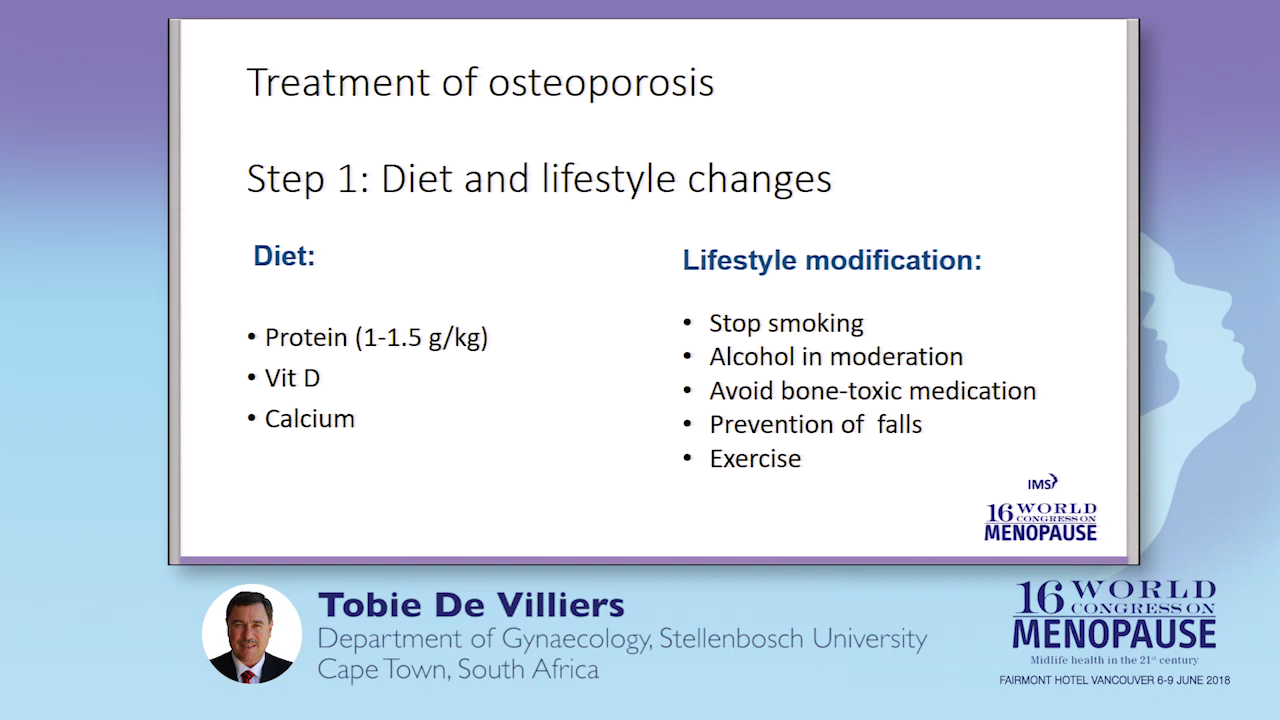 Treatment of osteoporosis
Step 1: Diet and lifestyle changes
Diet:
• Protein (1-1.5 g/kg)
• Vit D
• Calcium
Lifestyle modification:
• Stop smoking
• Alcohol in moderation
• Avoid bone-toxic medication
• Prevention of falls
• Exercise
IMS
16 WORLD
CONGRESS ON
MENOPAUSE
Tobie De Villiers
Department of Gynaecology, Stellenbosch University
Cape Town, South Africa
16 WORLD
CONGRESS ON
MENOPAUSE
Midlife health in the 21st century
FAIRMONT HOTEL VANCOUVER 6-9 JUNE 2018